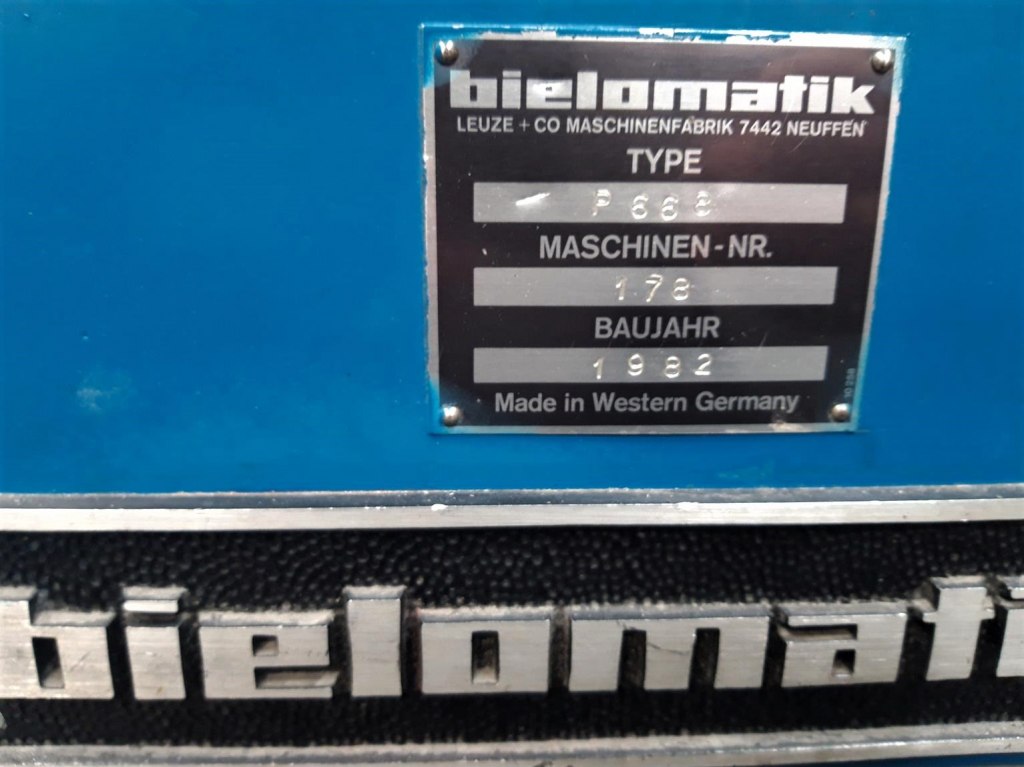 bielomatik
LEUZE + CO MASCHINENFABRIK 7442 NEUFFEN
TYPE
P 668
MASCHINEN-NR.
178
BAUJAHR
1982
Made in Western Germany
bielomati